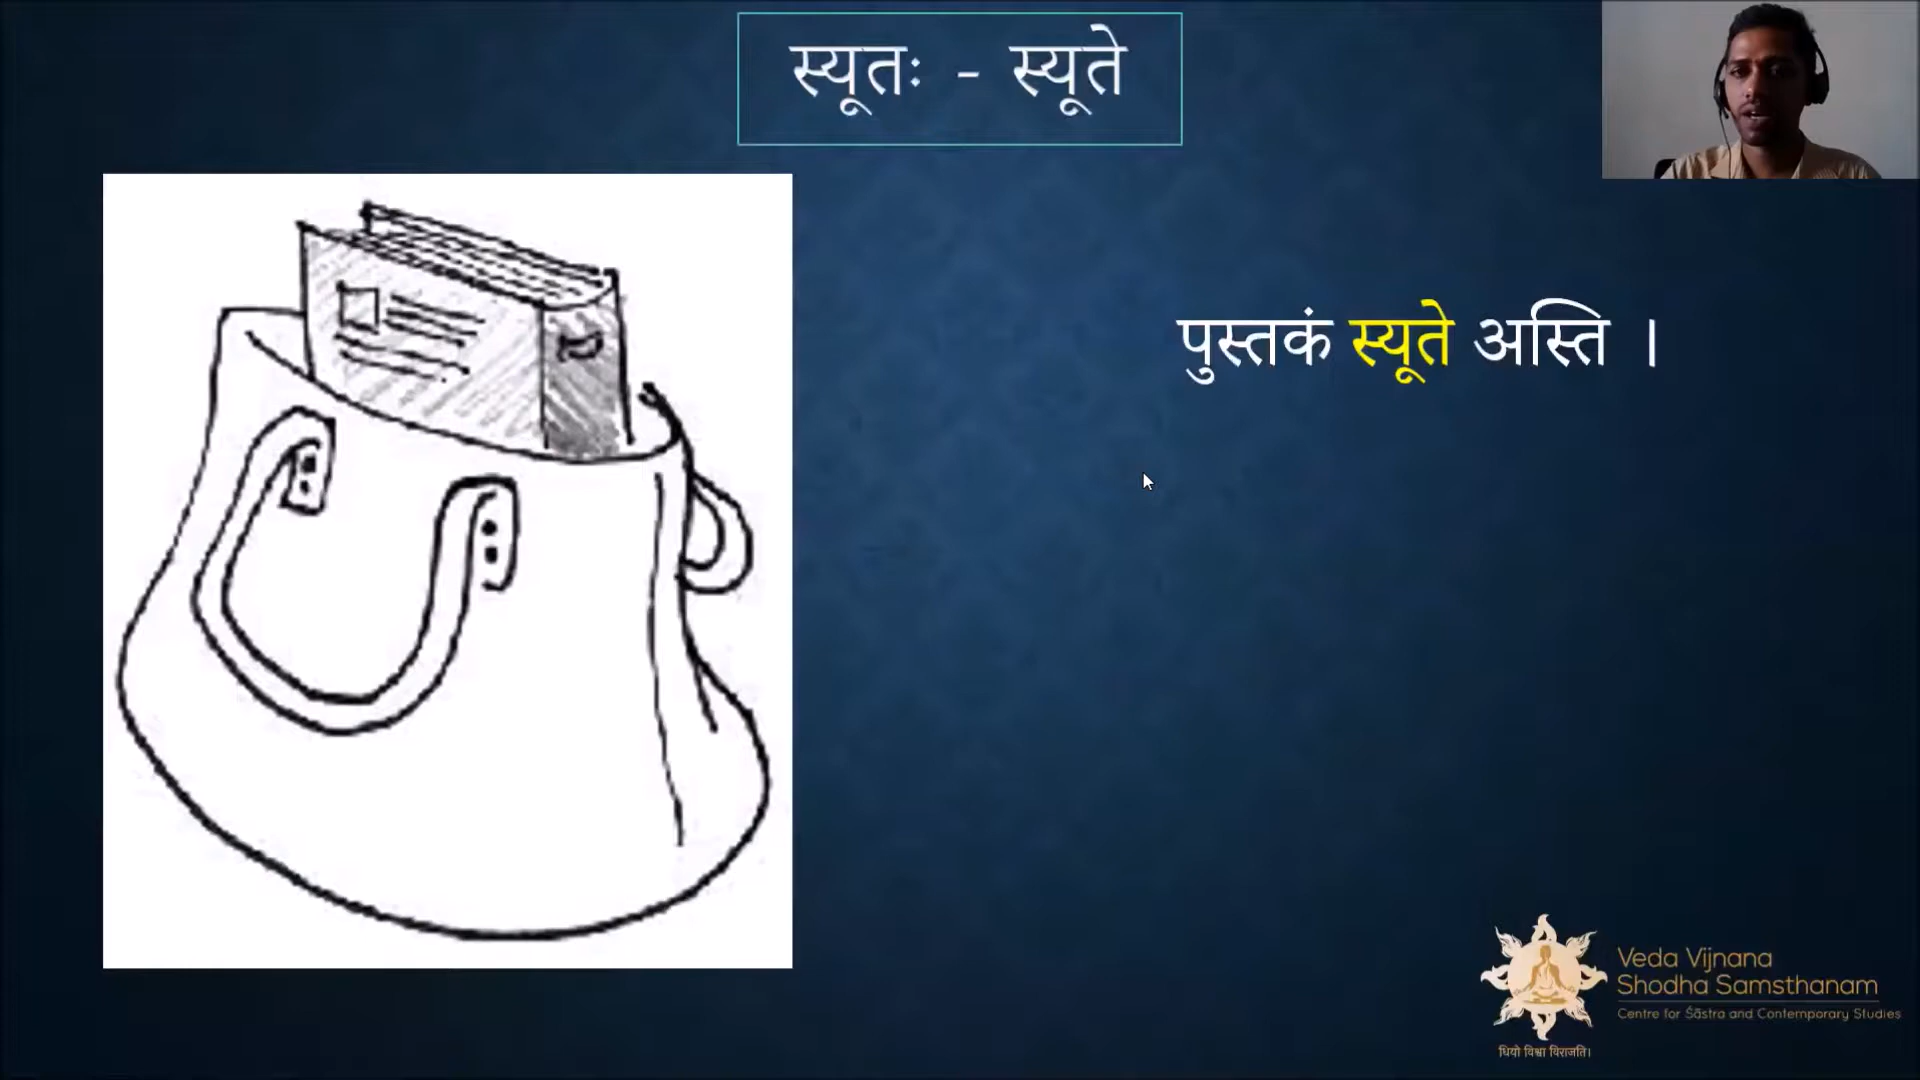 स्यूतः - स्यूते
पुस्तकं स्यूते अस्ति ।
Veda Vijnana
Shodha Samsthanam
Centre for Śāstra and Contemporary Studies
धियो विश्वा विराजति।